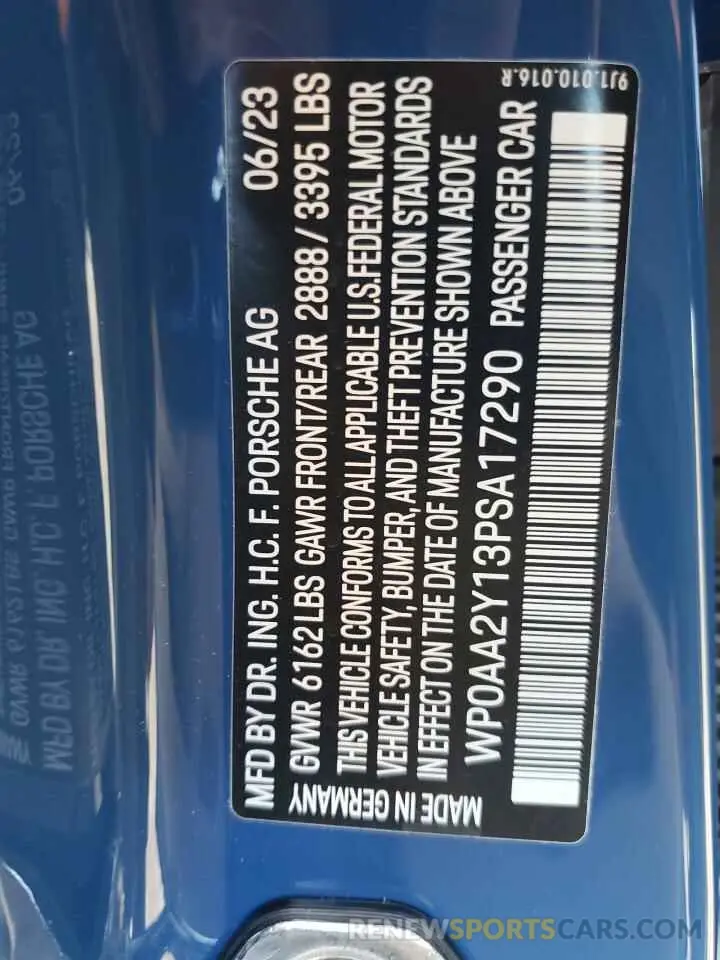 MFD BY DR. ING. H.C. F. PORSCHE AG 06/23
GVWR 6162 LBS GAWR FRONT/REAR 2888 / 3395 LBS
THIS VEHICLE CONFORMS TO ALL APPLICABLE U.S. FEDERAL MOTOR
VEHICLE SAFETY, BUMPER, AND THEFT PREVENTION STANDARDS
IN EFFECT ON THE DATE OF MANUFACTURE SHOWN ABOVE
WP0AA2Y13PSA17290 PASSENGER CAR
MADE IN GERMANY
9J1.010.016.R
RENEWSPORTSCARS.COM